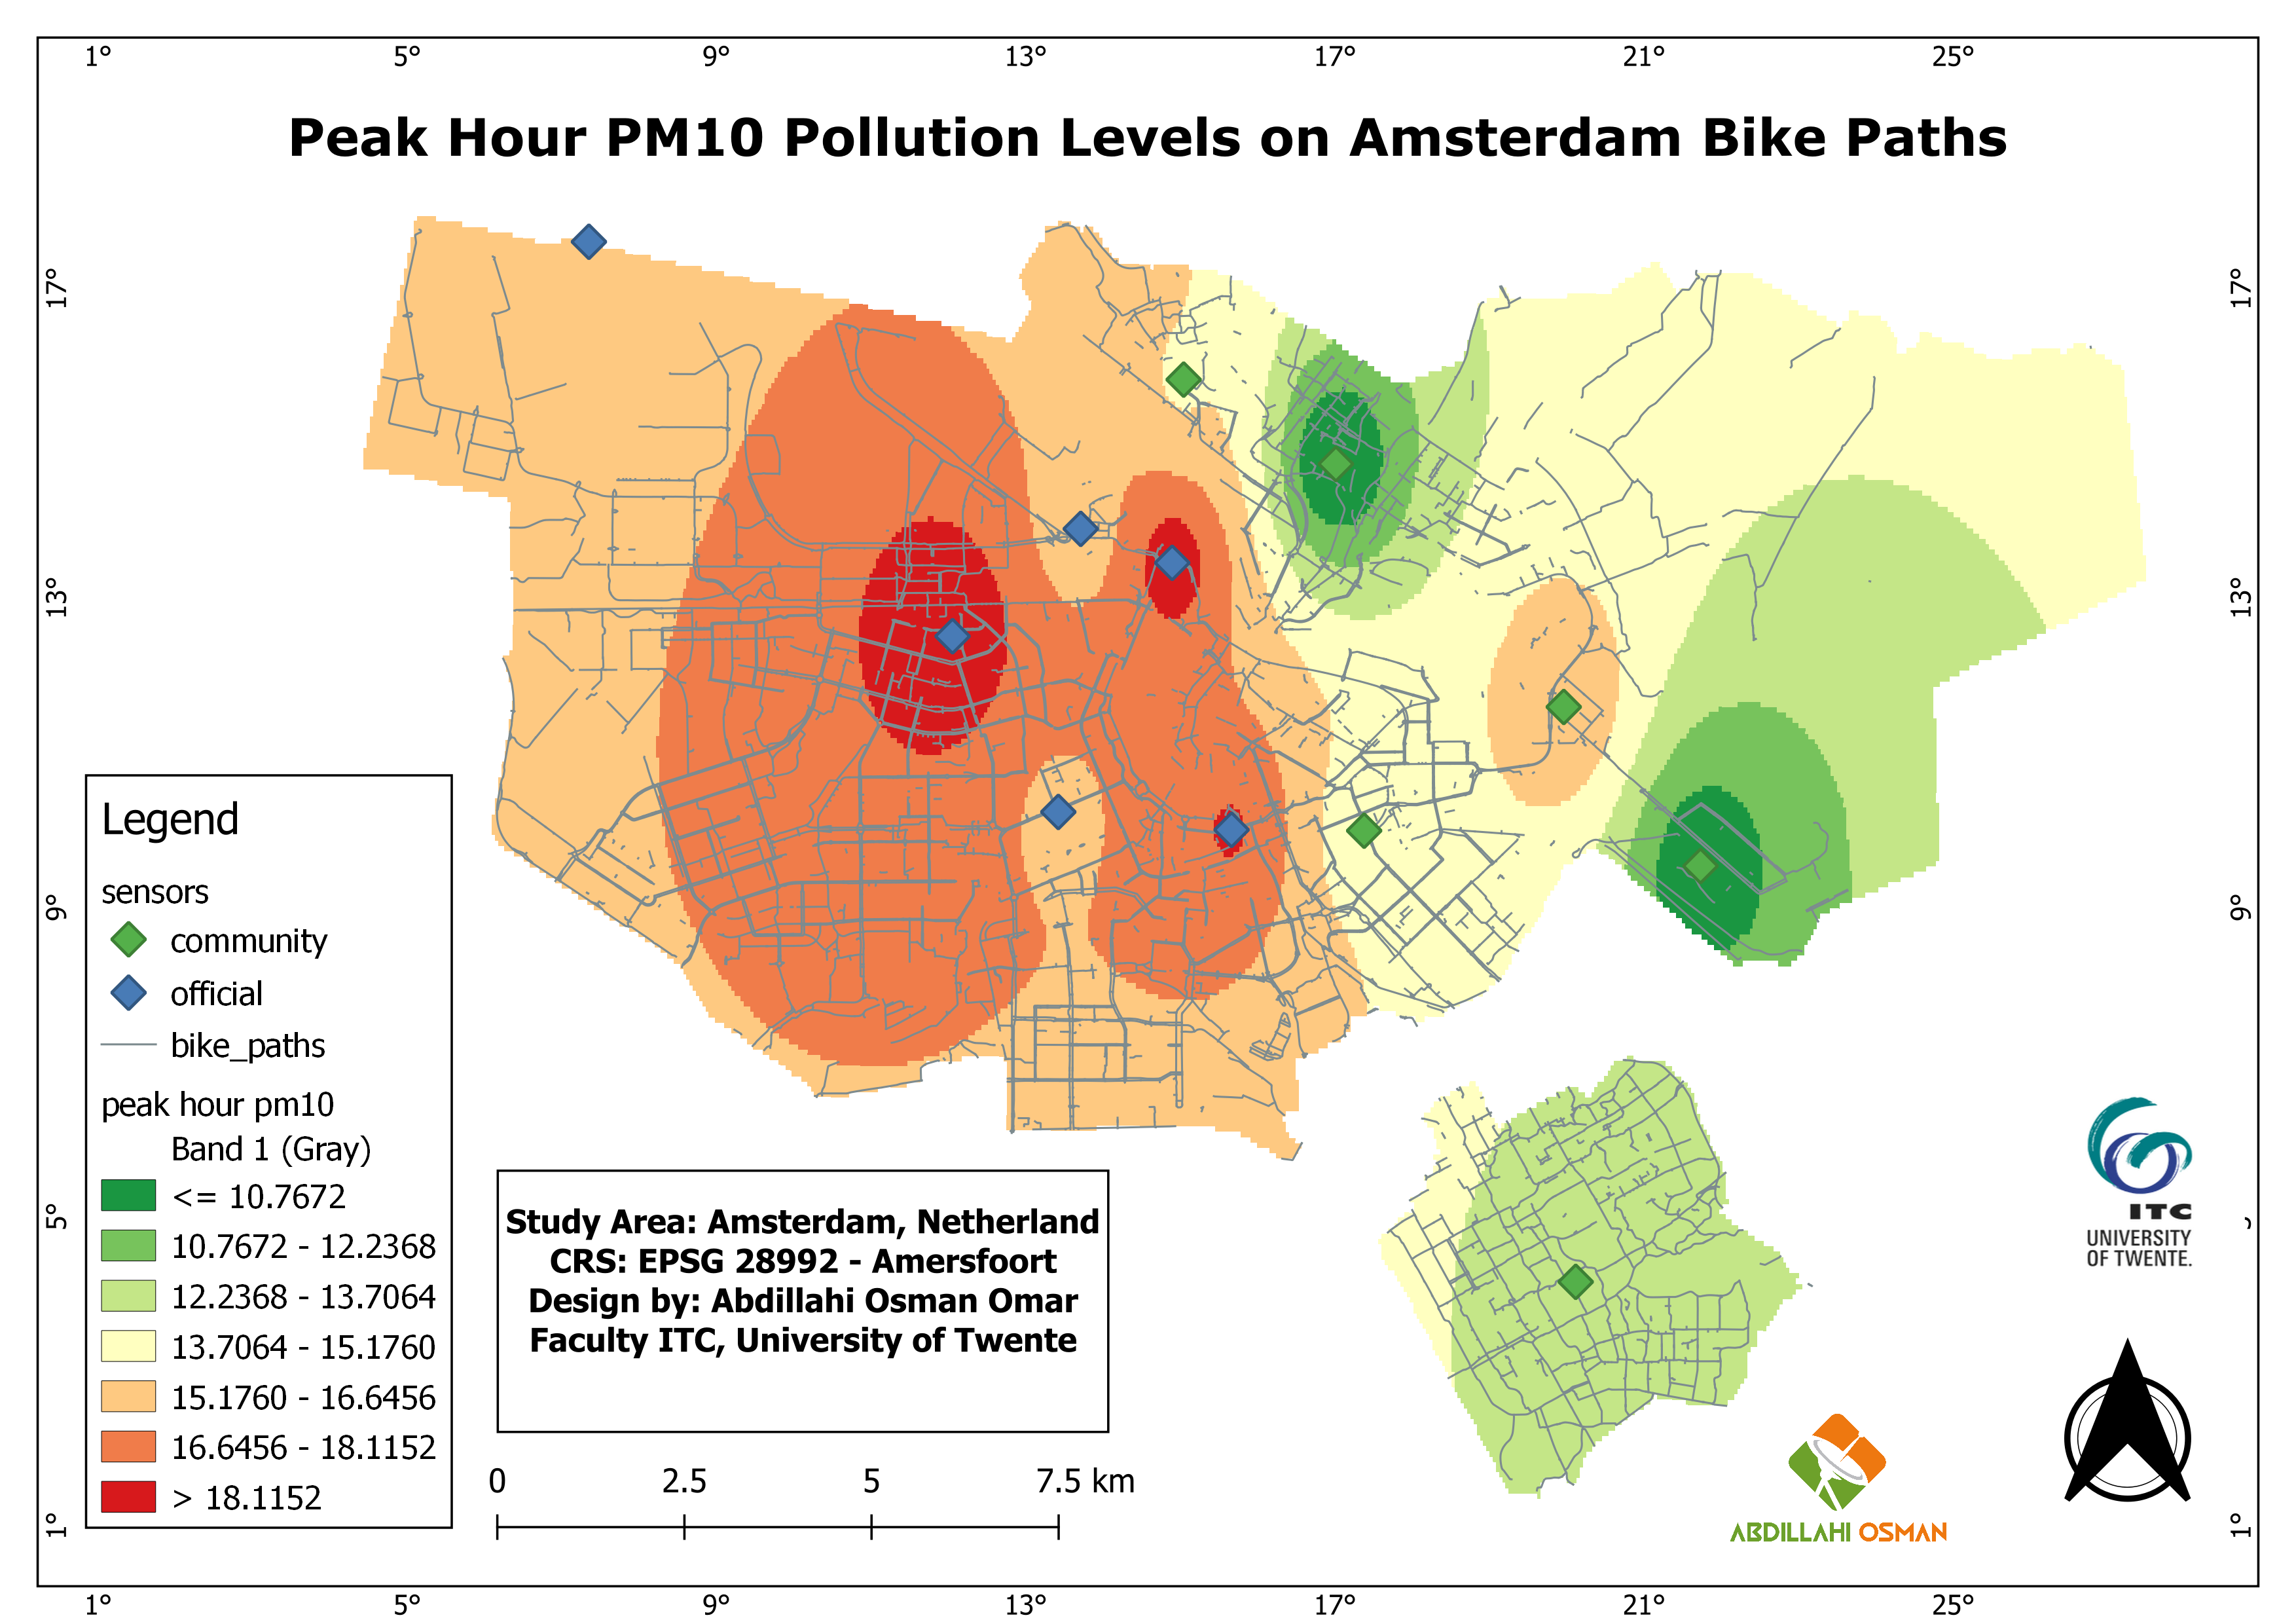 1° 5° 9° 13° 17° 21° 25°
Peak Hour PM10 Pollution Levels on Amsterdam Bike Paths
17° 17°
13° 13°
9° 9°
5°
1° 1°
Legend
sensors
community
official
bike_paths
peak hour pm10
Band 1 (Gray)
<= 10.7672
10.7672 - 12.2368
12.2368 - 13.7064
13.7064 - 15.1760
15.1760 - 16.6456
16.6456 - 18.1152
> 18.1152
Study Area: Amsterdam, Netherland
CRS: EPSG 28992 - Amersfoort
Design by: Abdillahi Osman Omar
Faculty ITC, University of Twente
0 2.5 5 7.5 km
ITC
UNIVERSITY
OF TWENTE.
ABDILLAHI OSMAN
1° 5° 9° 13° 17° 21° 25°